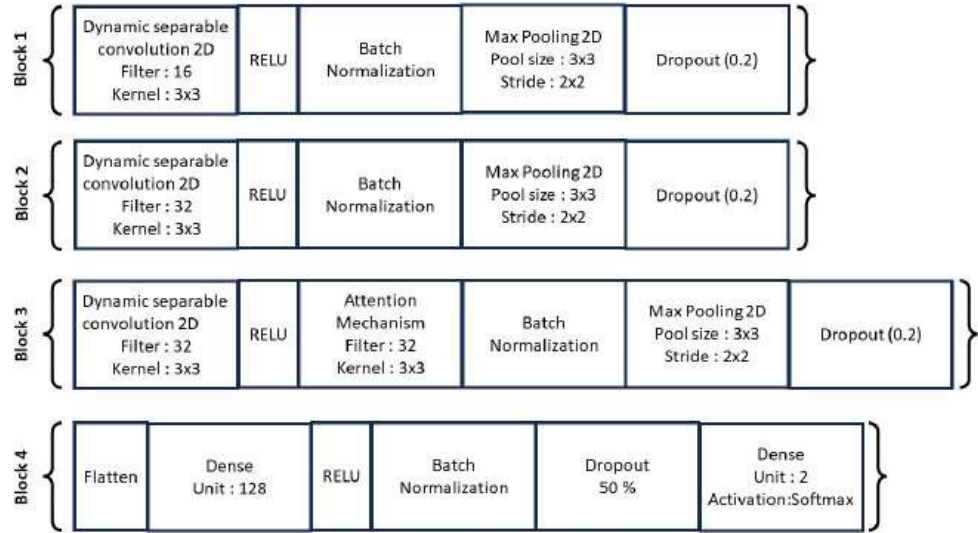 Block 1
Dynamic separable
convolution 2D
Filter : 16
Kernel : 3x3
RELU
Batch
Normalization
Max Pooling 2D
Pool size : 3x3
Stride : 2x2
Dropout (0.2)
Block 2
Dynamic separable
convolution 2D
Filter : 32
Kernel : 3x3
RELU
Batch
Normalization
Max Pooling 2D
Pool size : 3x3
Stride : 2x2
Dropout (0.2)
Block 3
Dynamic separable
convolution 2D
Filter : 32
Kernel : 3x3
RELU
Attention
Mechanism
Filter : 32
Kernel : 3x3
Batch
Normalization
Max Pooling 2D
Pool size : 3x3
Stride : 2x2
Dropout (0.2)
Block 4
Flatten
Dense
Unit : 128
RELU
Batch
Normalization
Dropout
50 %
Dense
Unit : 2
Activation:Softmax